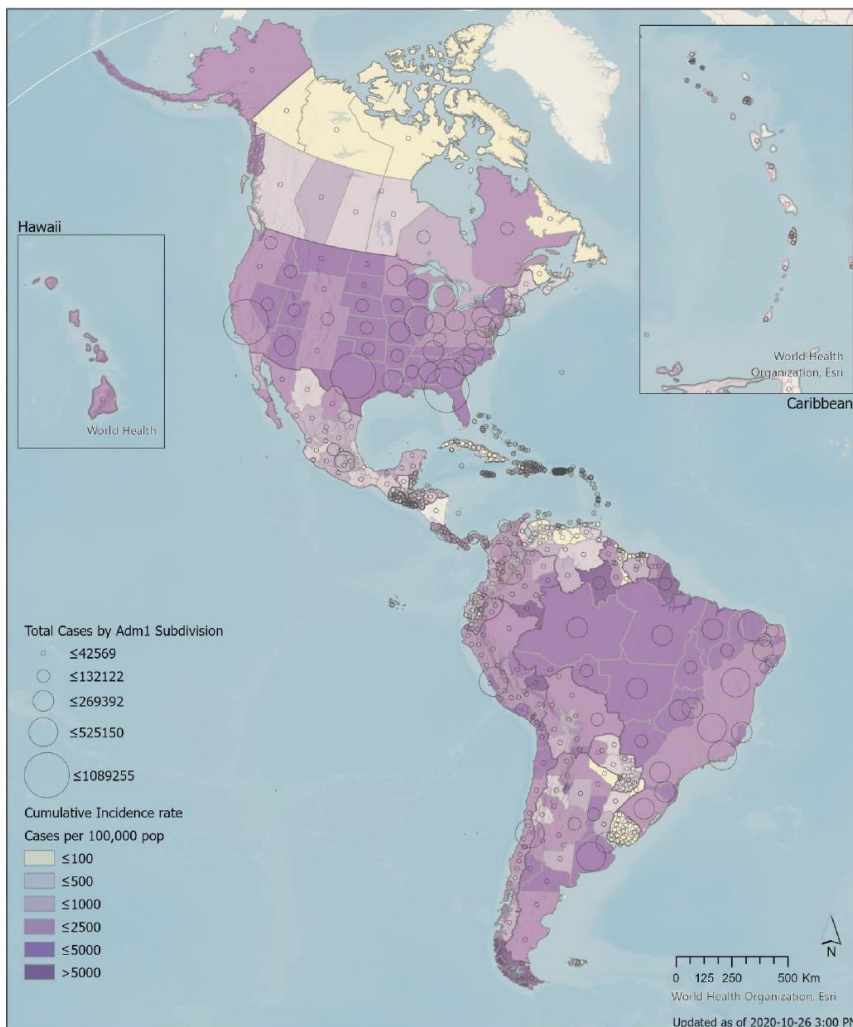 Hawaii
World Health
World Health
Organization, Esri
Caribbean
Total Cases by Adm1 Subdivision
≤42569
≤132122
≤269392
≤525150
≤1089255
Cumulative Incidence rate
Cases per 100,000 pop
≤100
≤500
≤1000
≤2500
≤5000
>5000
N
0 125 250 500 Km
World Health Organization, Esri
Updated as of 2020-10-26 3:00 PM